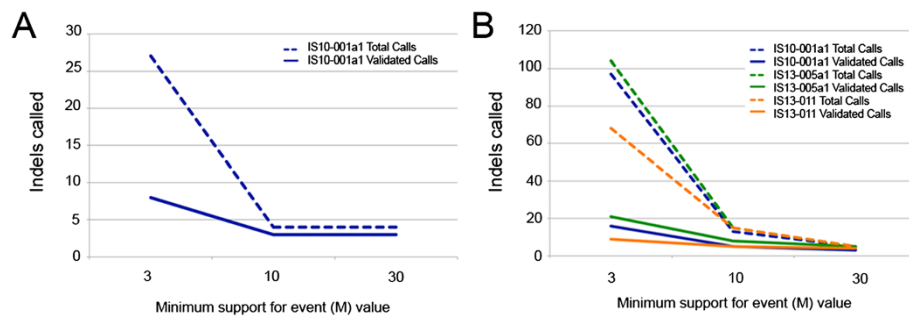 A
30
25
20
15
10
5
0
Indels called
IS10-001a1 Total Calls
IS10-001a1 Validated Calls
3 10 30
Minimum support for event (M) value
B
120
100
80
60
40
20
0
Indels called
IS10-001a1 Total Calls
IS10-001a1 Validated Calls
IS13-005a1 Total Calls
IS13-005a1 Validated Calls
IS13-011 Total Calls
IS13-011 Validated Calls
3 10 30
Minimum support for event (M) value